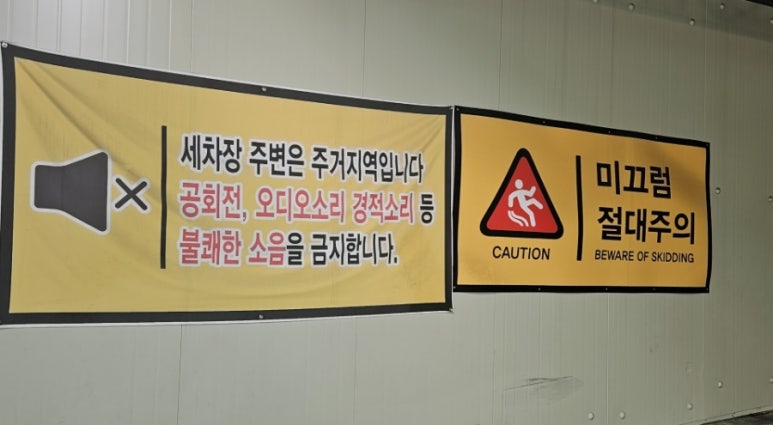 세차장 주변은 주거지역입니다
공회전, 오디오소리 경적소리 등
불쾌한 소음을 금지합니다.
CAUTION
미끄럼
절대주의
BEWARE OF SKIDDING